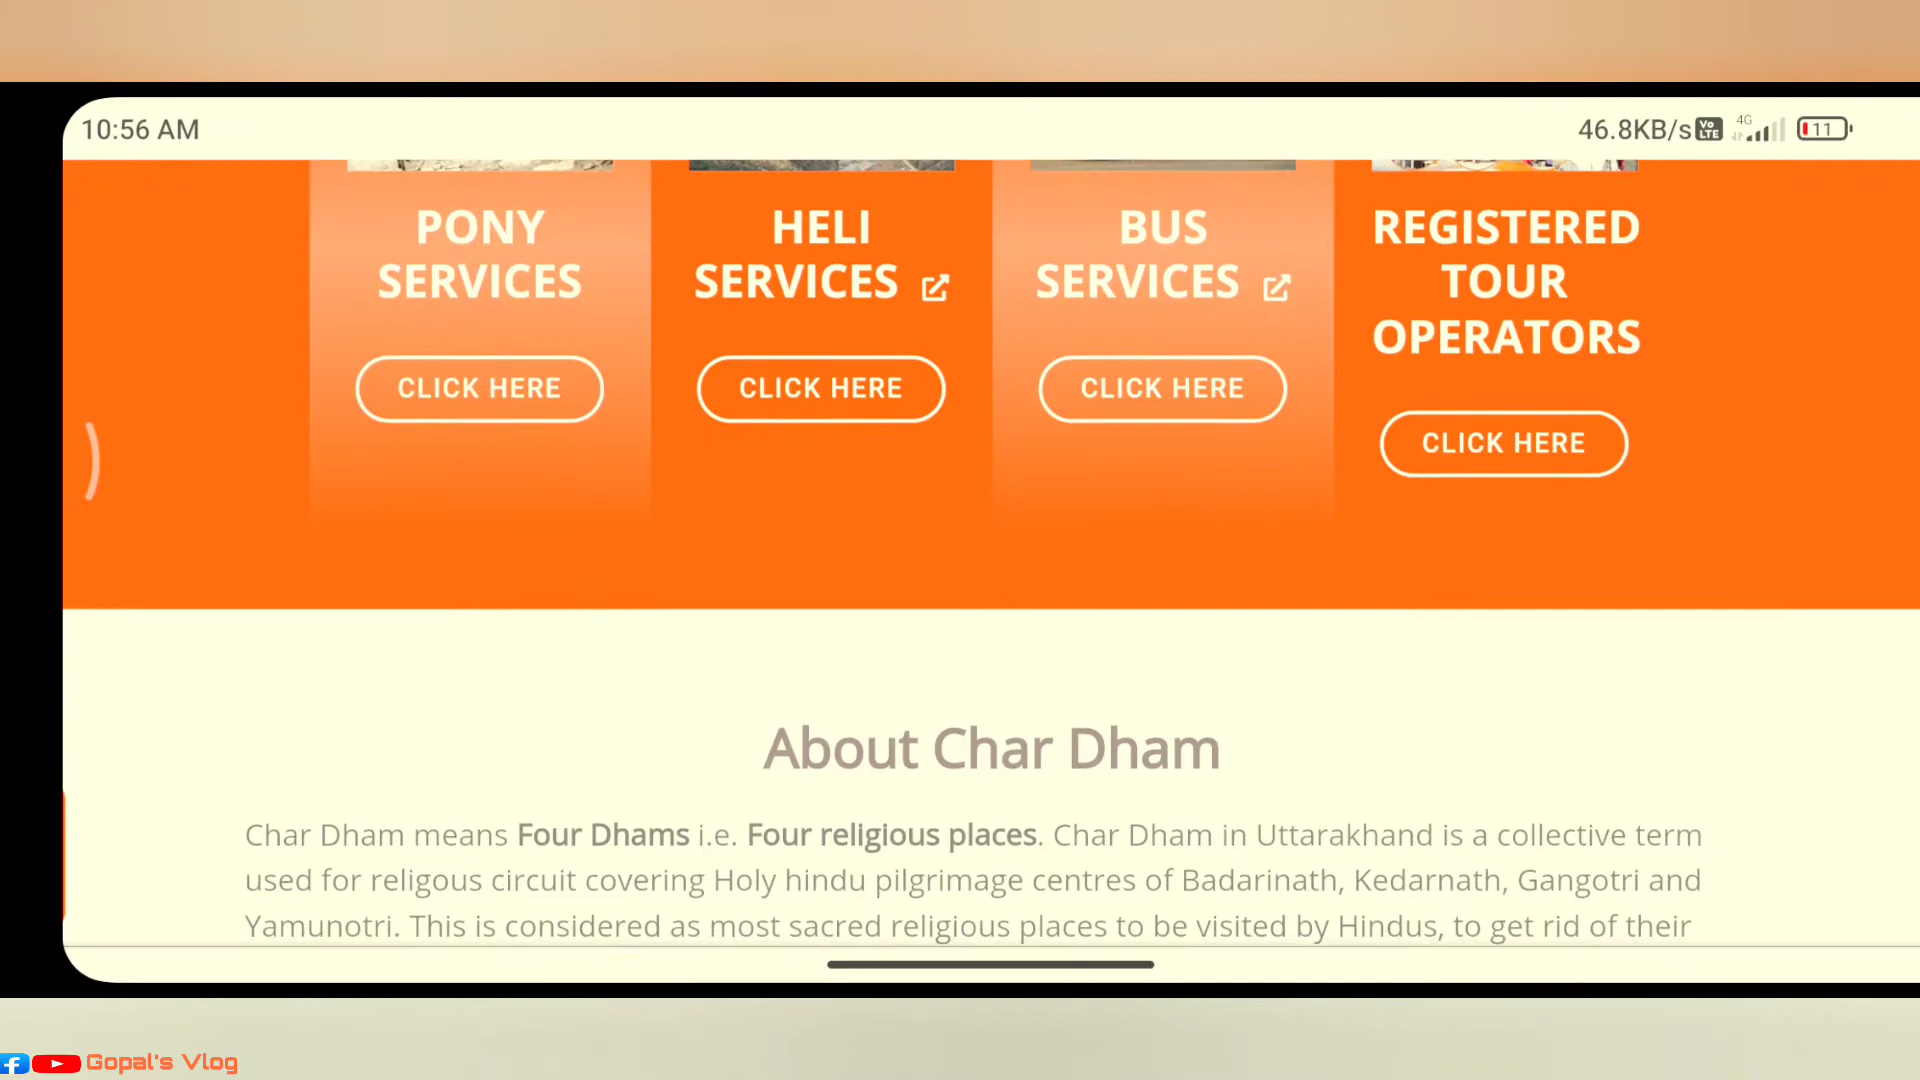 10:56 AM
46.8KB/s Vo LTE 4G 11
PONY
SERVICES
CLICK HERE
HELI
SERVICES
CLICK HERE
BUS
SERVICES
CLICK HERE
REGISTERED
TOUR
OPERATORS
CLICK HERE
About Char Dham
Char Dham means Four Dhams i.e. Four religious places. Char Dham in Uttarakhand is a collective term
used for religous circuit covering Holy hindu pilgrimage centres of Badarinath, Kedarnath, Gangotri and
Yamunotri. This is considered as most sacred religious places to be visited by Hindus, to get rid of their
f Gopal's Vlog